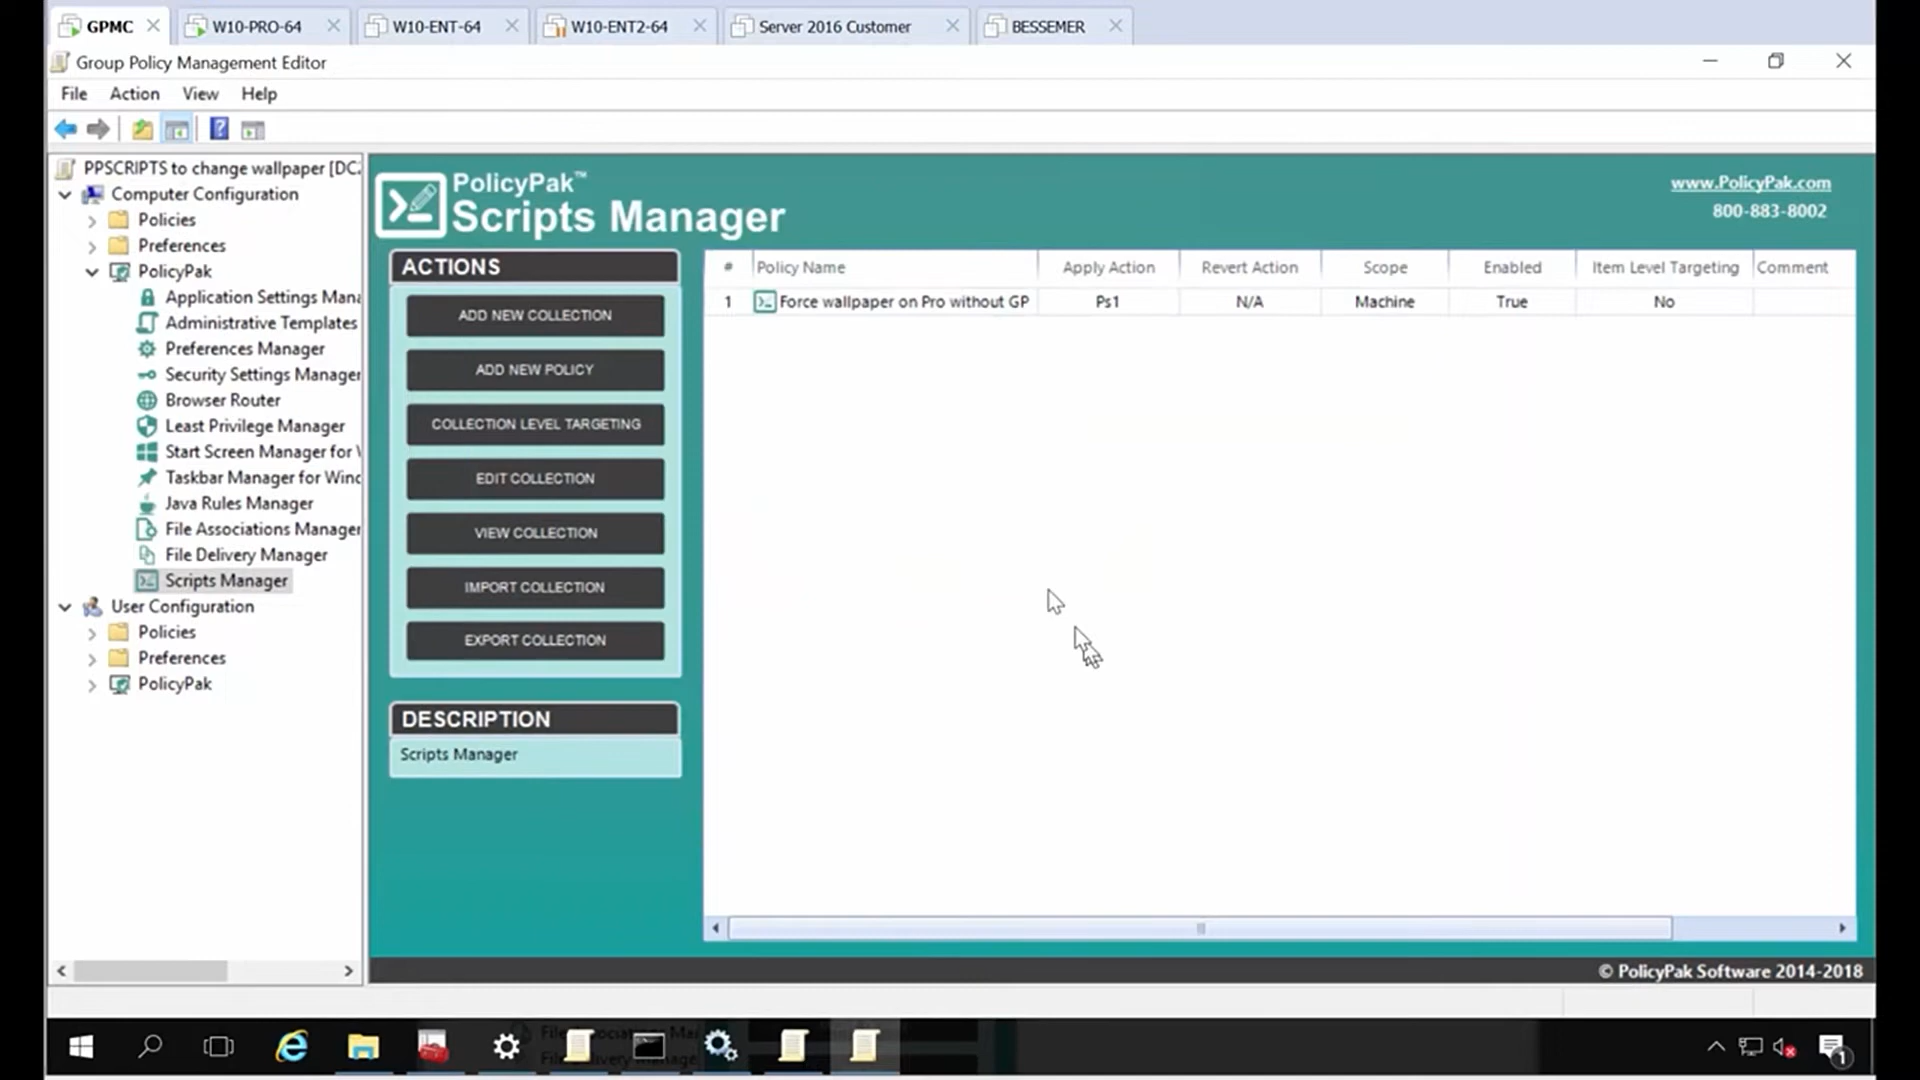 GPMC
W10-PRO-64
W10-ENT-64
W10-ENT2-64
Server 2016 Customer
BESSEMER
Group Policy Management Editor
File Action View Help
PPSCRIPTS to change wallpaper [DC
Computer Configuration
Policies
Preferences
PolicyPak
Application Settings Mana
Administrative Templates
Preferences Manager
Security Settings Manager
Browser Router
Least Privilege Manager
Start Screen Manager for
Taskbar Manager for Winc
Java Rules Manager
File Associations Manager
File Delivery Manager
Scripts Manager
User Configuration
Policies
Preferences
PolicyPak
PolicyPak™
Scripts Manager
www.PolicyPak.com
800-883-8002
ACTIONS
ADD NEW COLLECTION
ADD NEW POLICY
COLLECTION LEVEL TARGETING
EDIT COLLECTION
VIEW COLLECTION
IMPORT COLLECTION
EXPORT COLLECTION
DESCRIPTION
Scripts Manager
# Policy Name Apply Action Revert Action Scope Enabled Item Level Targeting Comment
1 Force wallpaper on Pro without GP Ps1 N/A Machine True No
© PolicyPak Software 2014-2018
1